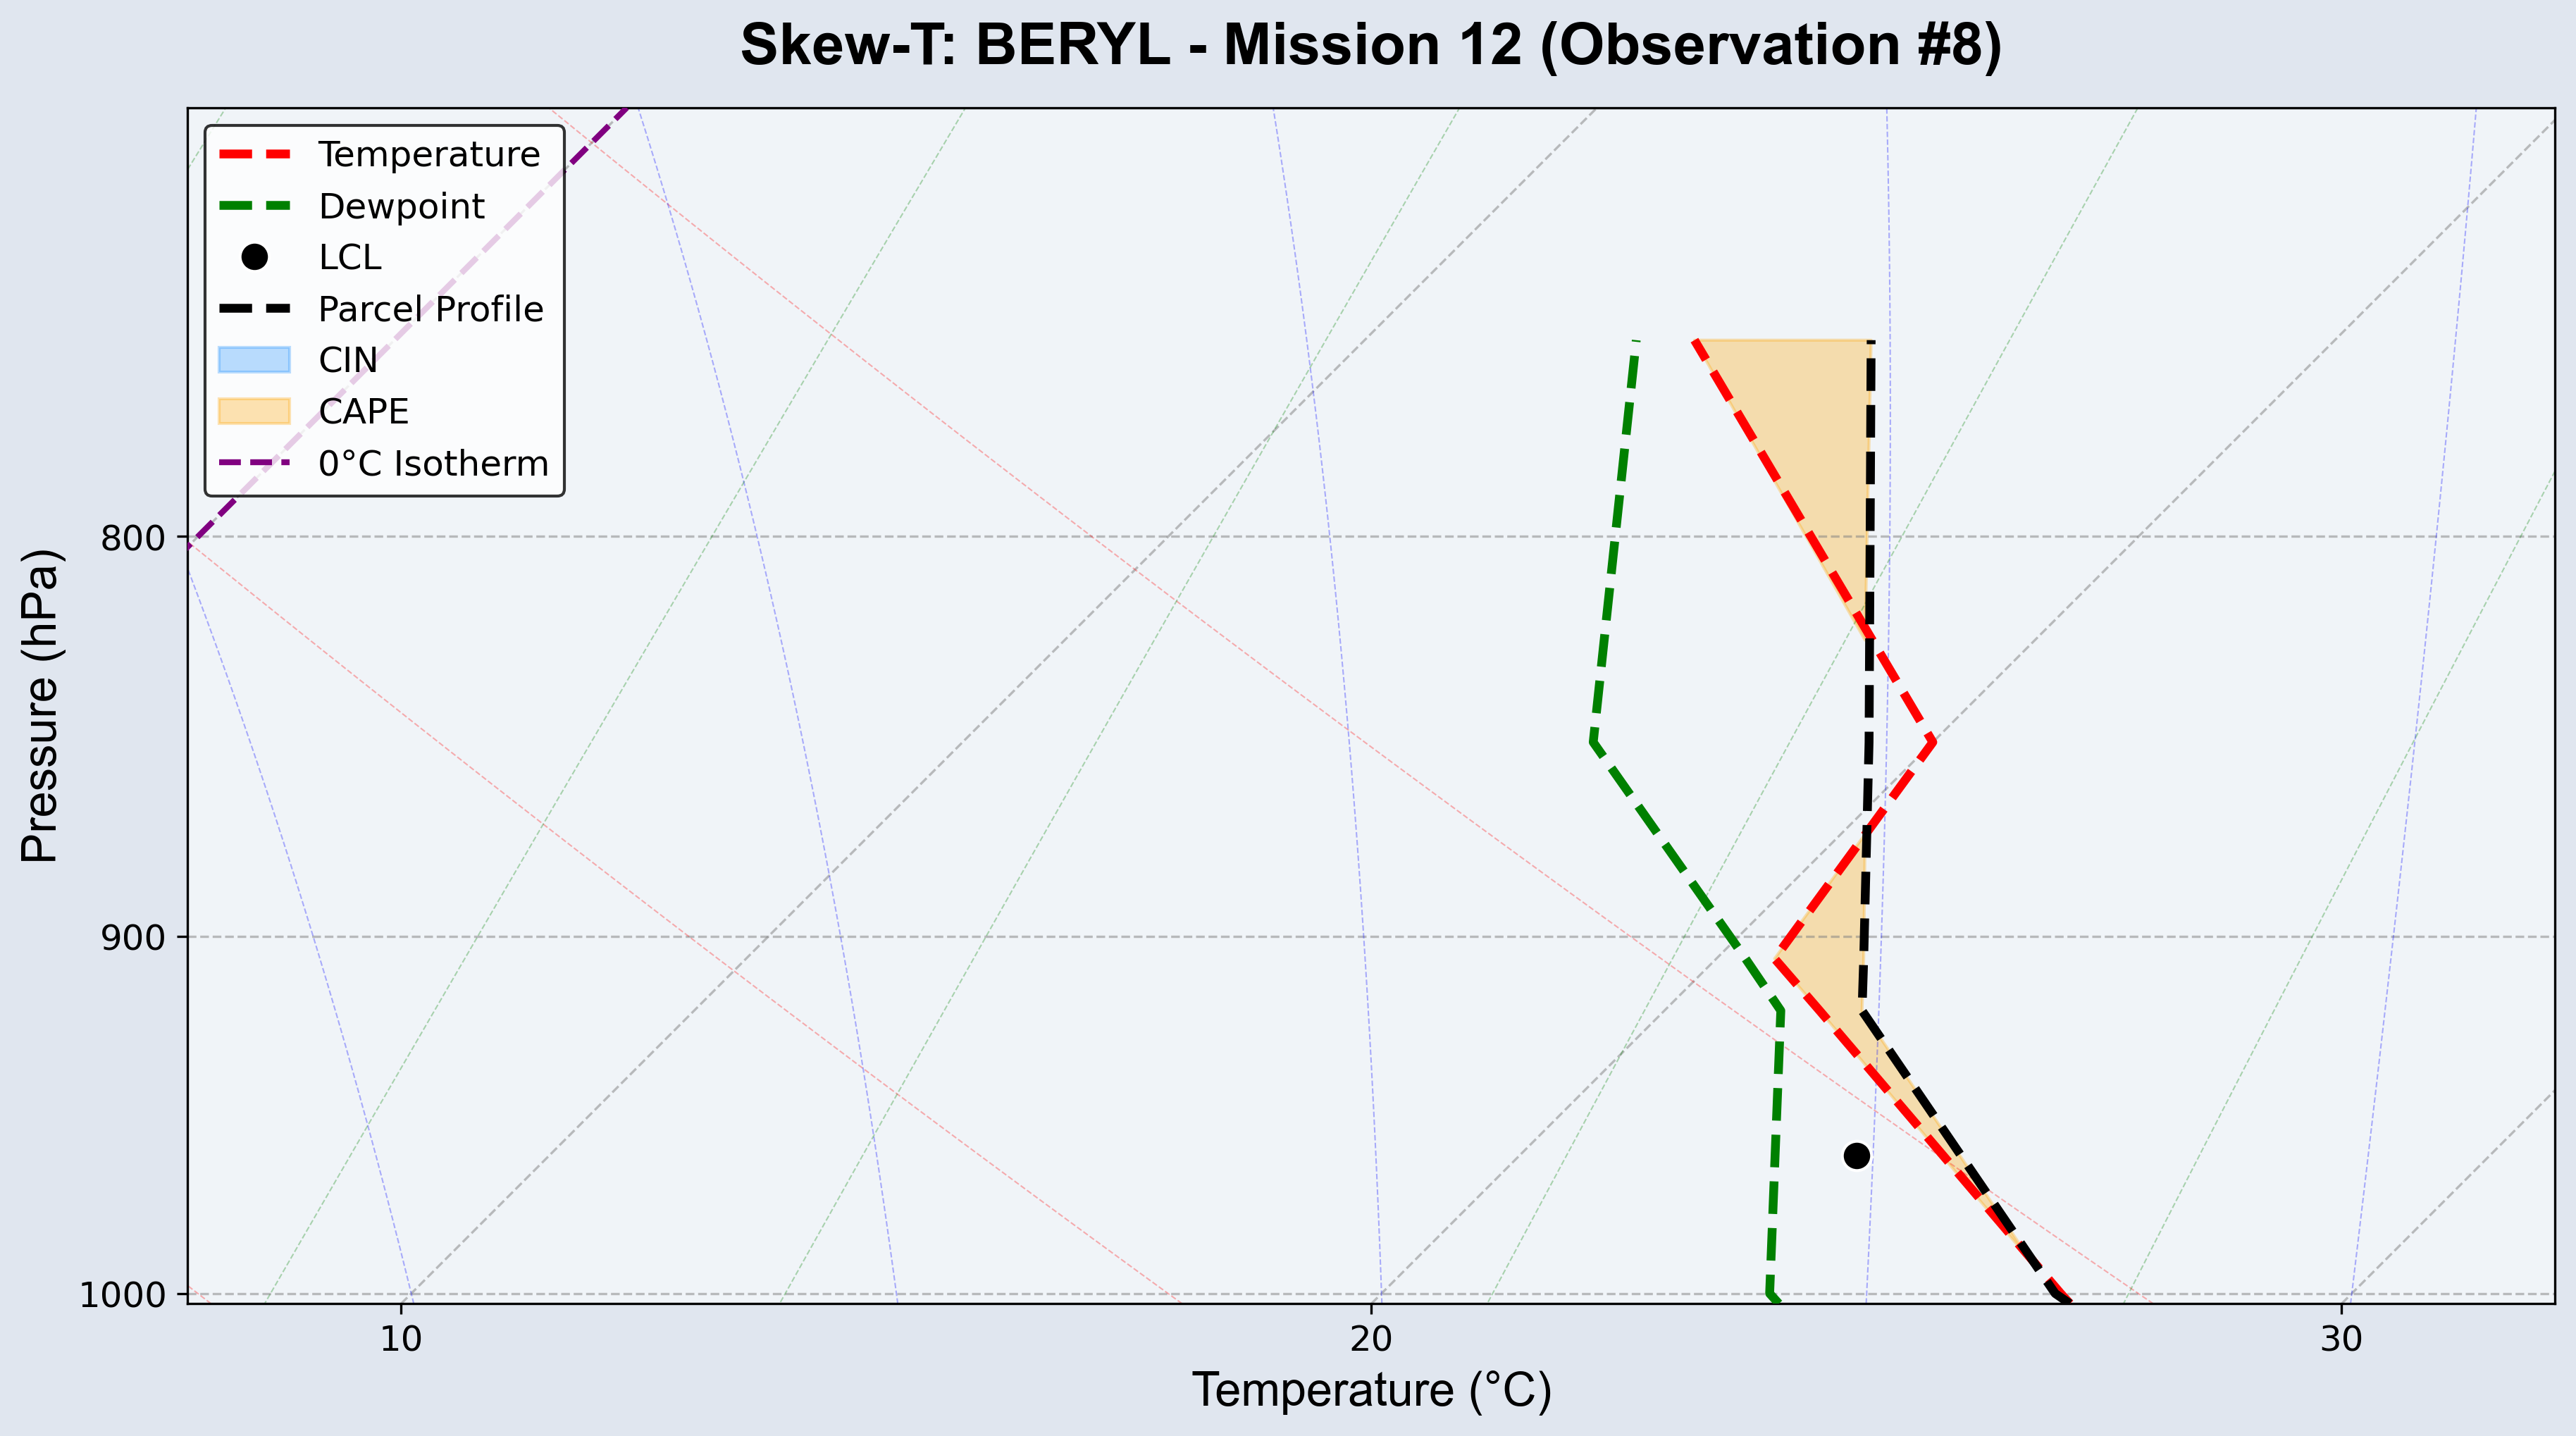 Skew-T: BERYL - Mission 12 (Observation #8)
Temperature
Dewpoint
LCL
Parcel Profile
CIN
CAPE
0°C Isotherm
Pressure (hPa)
800
900
1000
10
20
30
Temperature (°C)